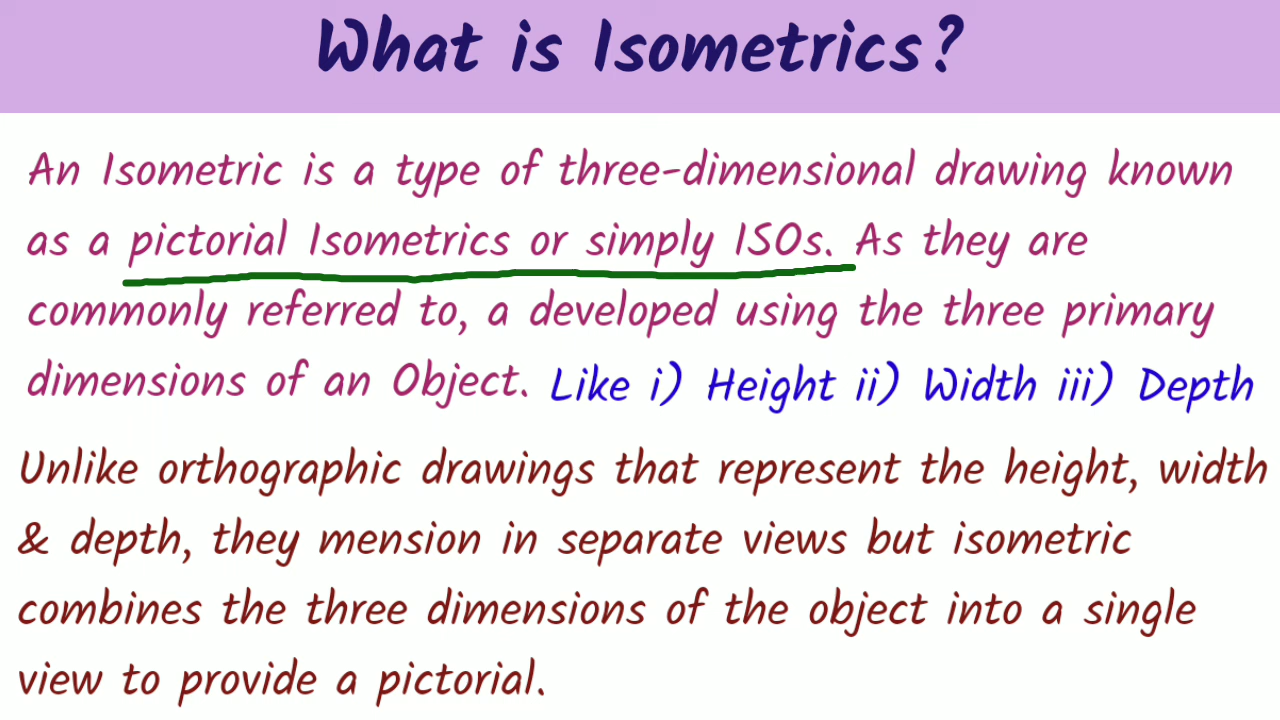 What is Isometrics?
An Isometric is a type of three-dimensional drawing known
as a pictorial Isometrics or simply ISOs. As they are
commonly referred to, a developed using the three primary
dimensions of an Object. Like i) Height ii) Width iii) Depth
Unlike orthographic drawings that represent the height, width
& depth, they mension in separate views but isometric
combines the three dimensions of the object into a single
view to provide a pictorial.